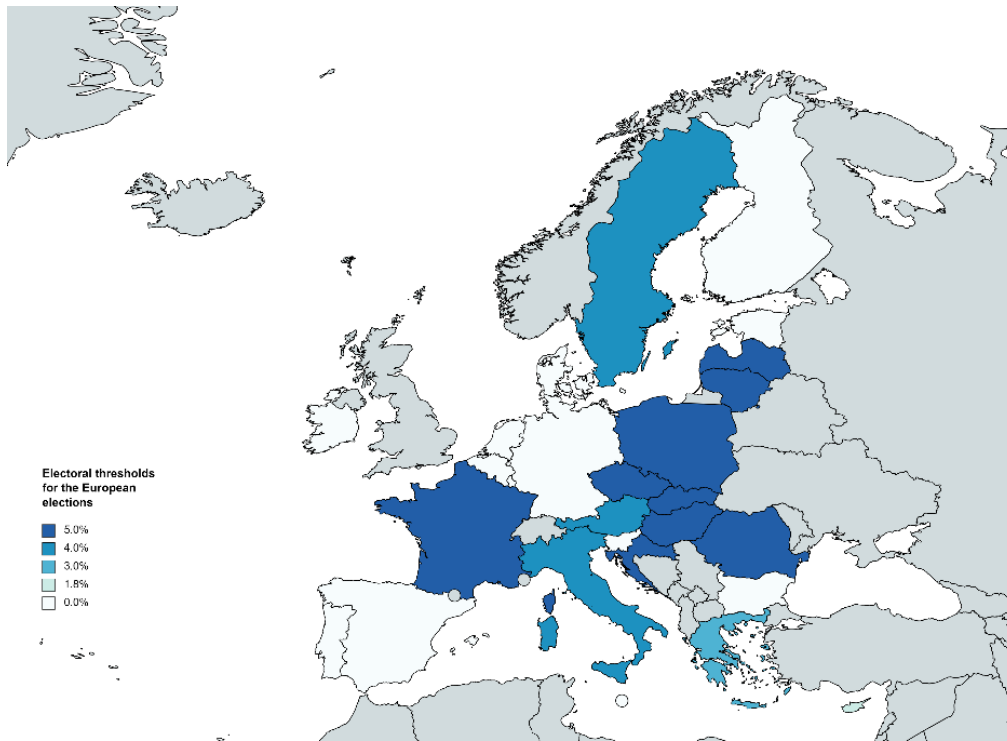 Electoral thresholds
for the European
elections
5.0%
4.0%
3.0%
1.8%
0.0%